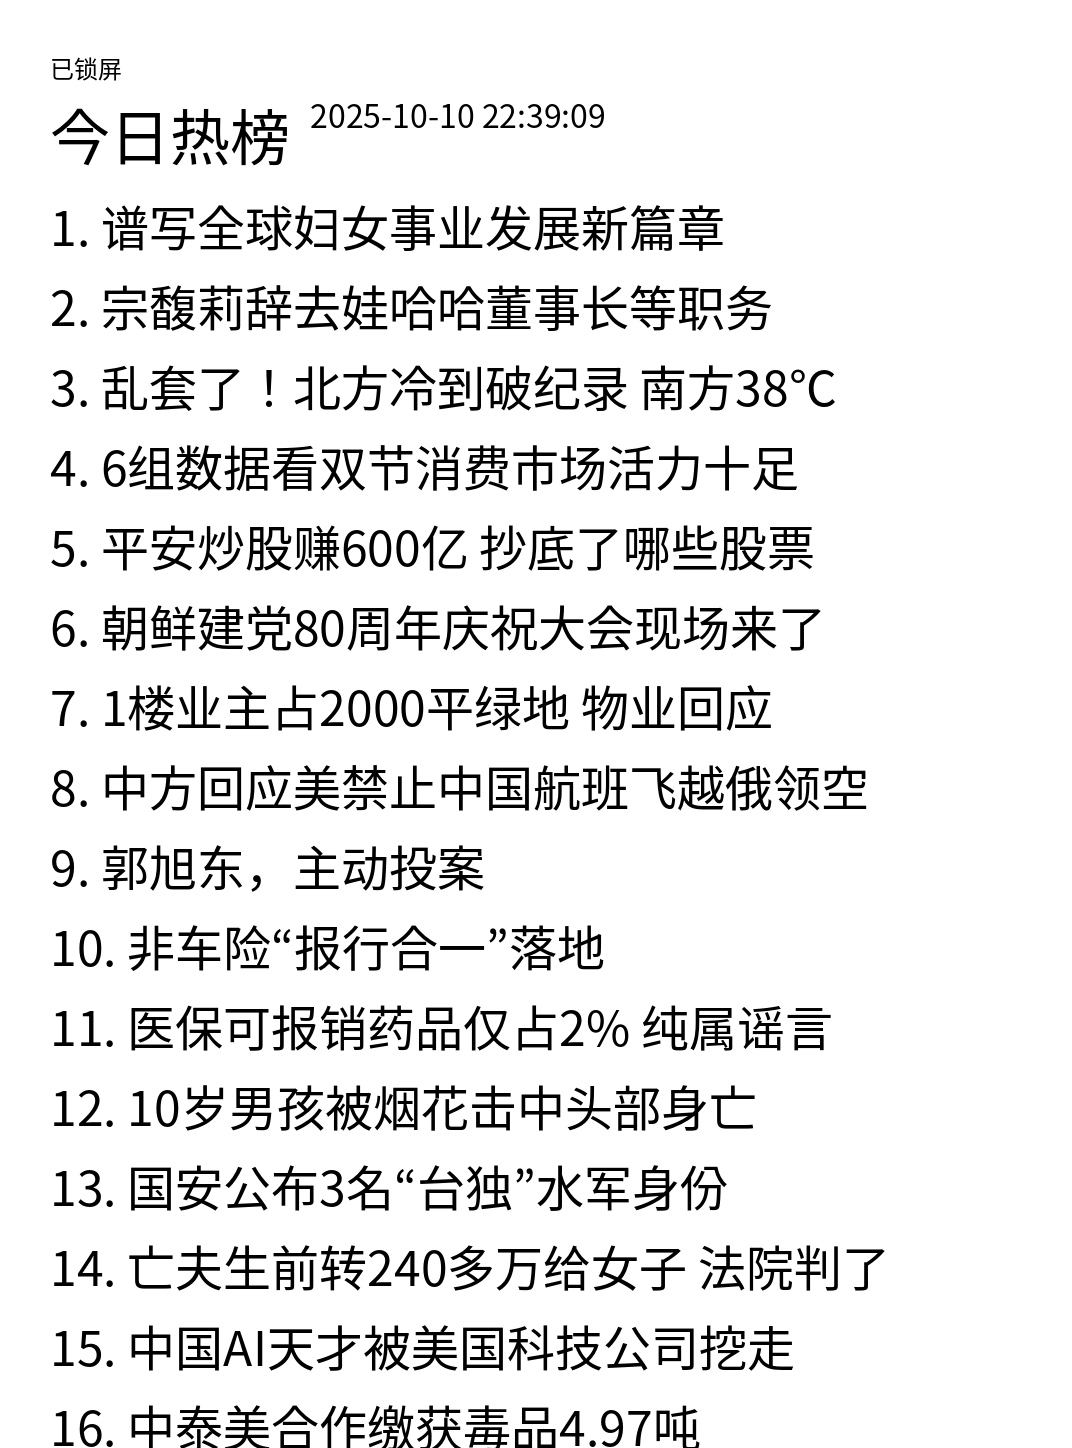 已锁屏
今日热榜 2025-10-10 22:39:09
1. 谱写全球妇女事业发展新篇章
2. 宗馥莉辞去娃哈哈董事长等职务
3. 乱套了！北方冷到破纪录 南方38℃
4. 6组数据看双节消费市场活力十足
5. 平安炒股赚600亿 抄底了哪些股票
6. 朝鲜建党80周年庆祝大会现场来了
7. 1楼业主占2000平绿地 物业回应
8. 中方回应美禁止中国航班飞越俄领空
9. 郭旭东，主动投案
10. 非车险“报行合一”落地
11. 医保可报销药品仅占2% 纯属谣言
12. 10岁男孩被烟花击中头部身亡
13. 国安公布3名“台独”水军身份
14. 亡夫生前转240多万给女子 法院判了
15. 中国AI天才被美国科技公司挖走
16. 中泰美合作缴获毒品4.97吨